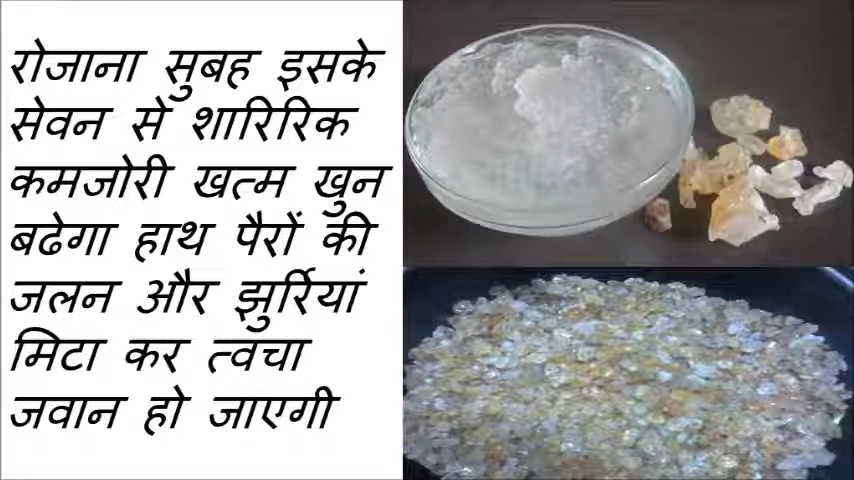 रोजाना सुबह इसके
सेवन से शारिरिक
कमजोरी खत्म खुन
बढेगा हाथ पैरों की
जलन और झुर्रियां
मिटा कर त्वचा
जवान हो जाएगी